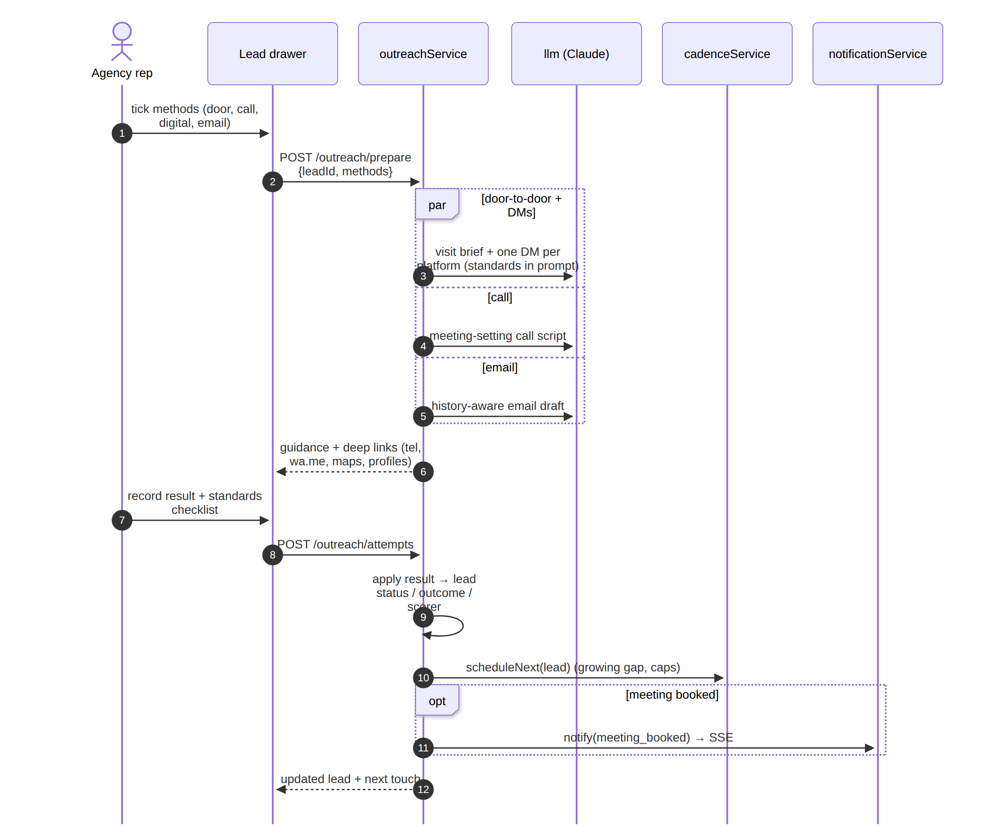 Agency rep
Lead drawer
outreachService
llm (Claude)
cadenceService
notificationService
tick methods (door, call,
digital, email)
1
POST /outreach/prepare
{leadId, methods}
2
par
[door-to-door +
DMs]
visit brief + one DM per
platform (standards in prompt)
3
[call]
meeting-setting call script
4
[email]
history-aware email draft
5
guidance + deep links (tel,
wa.me, maps, profiles)
6
record result + standards
checklist
7
POST /outreach/attempts
8
apply result → lead
status / outcome /
scorer
9
scheduleNext(lead) (growing gap, caps)
10
opt
[meeting booked]
notify(meeting_booked) → SSE
11
updated lead + next touch
12